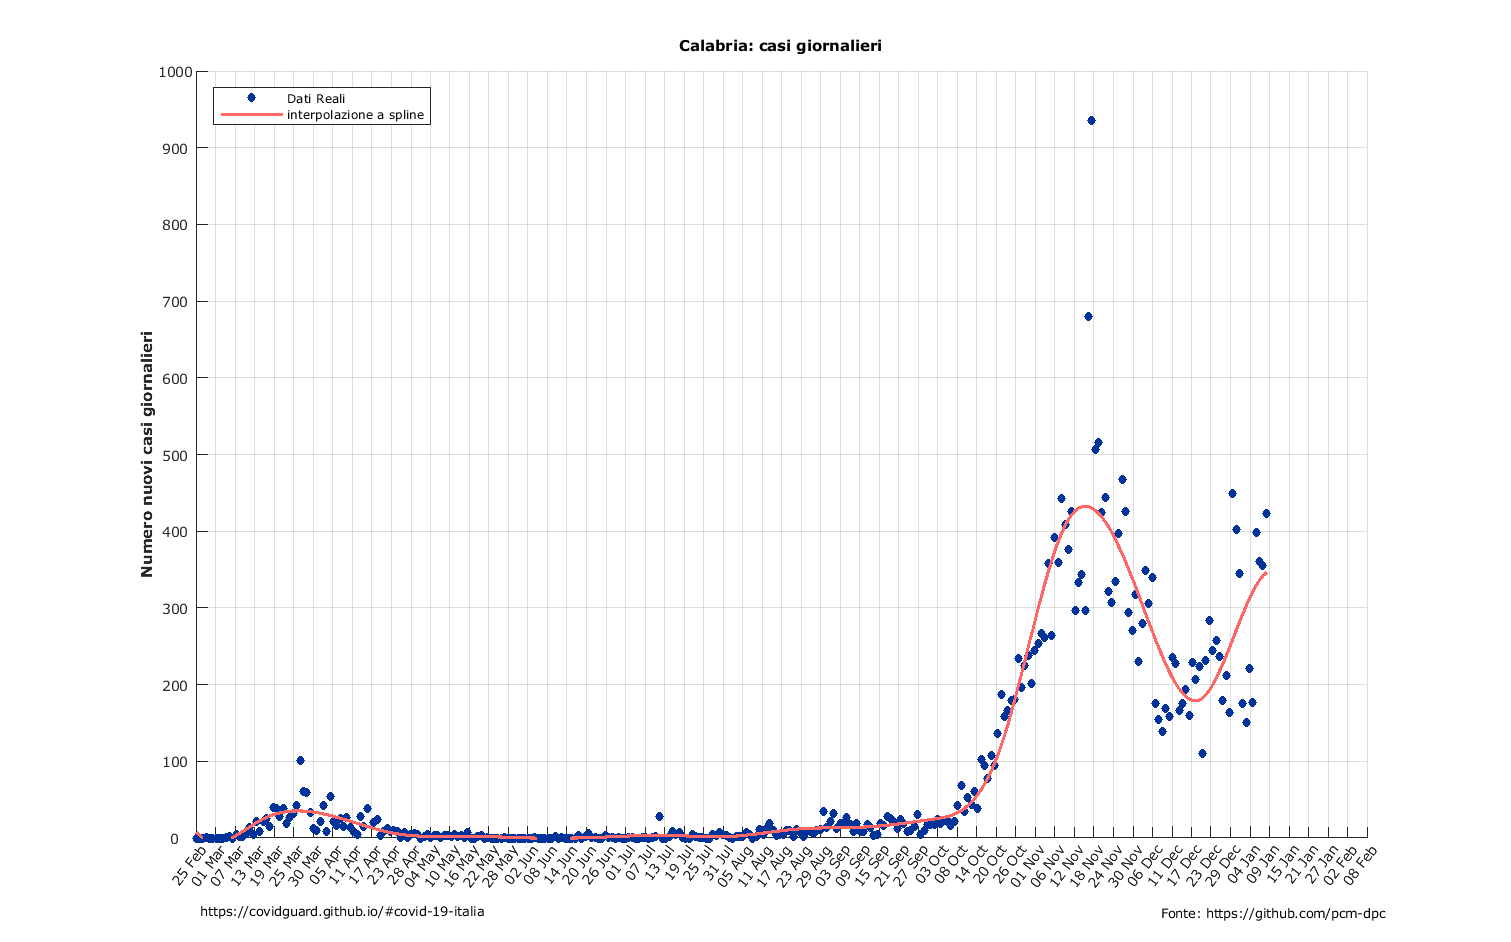 Calabria: casi giornalieri
Numero nuovi casi giornalieri
1000
900
800
700
600
500
400
300
200
100
0
Dati Reali
interpolazione a spline
25 Feb
01 Mar
07 Mar
13 Mar
19 Mar
25 Mar
30 Mar
05 Apr
11 Apr
17 Apr
23 Apr
28 Apr
04 May
10 May
16 May
22 May
28 May
02 Jun
08 Jun
14 Jun
20 Jun
26 Jun
01 Jul
07 Jul
13 Jul
19 Jul
25 Jul
31 Jul
05 Aug
11 Aug
17 Aug
23 Aug
29 Aug
03 Sep
09 Sep
15 Sep
21 Sep
27 Sep
03 Oct
08 Oct
14 Oct
20 Oct
26 Oct
01 Nov
06 Nov
12 Nov
18 Nov
24 Nov
30 Nov
06 Dec
11 Dec
17 Dec
23 Dec
29 Dec
04 Jan
09 Jan
15 Jan
21 Jan
27 Jan
02 Feb
08 Feb
https://covidguard.github.io/#covid-19-italia
Fonte: https://github.com/pcm-dpc